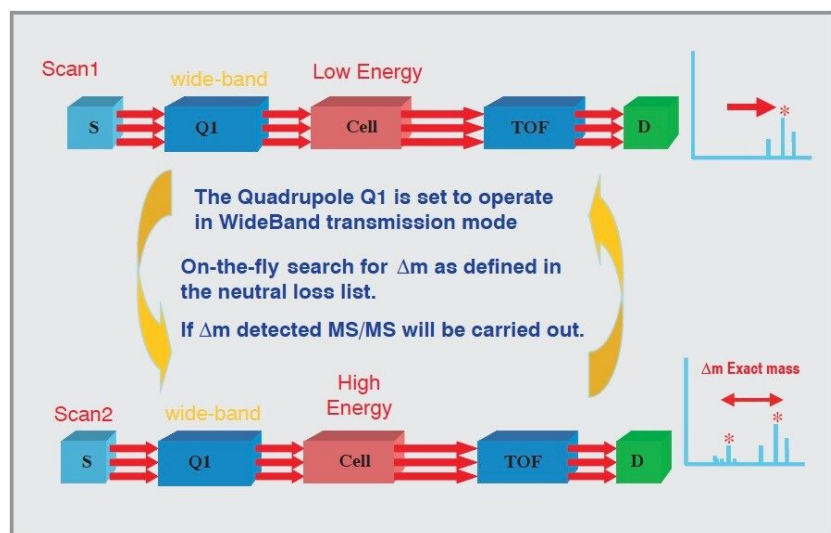 Scan1
wide-band
Low Energy
S
Q1
Cell
TOF
D
*
The Quadrupole Q1 is set to operate
in WideBand transmission mode
On-the-fly search for Δm as defined in
the neutral loss list.
If Δm detected MS/MS will be carried out.
Scan2
wide-band
High
Energy
S
Q1
Cell
TOF
D
Δm Exact mass
*
*